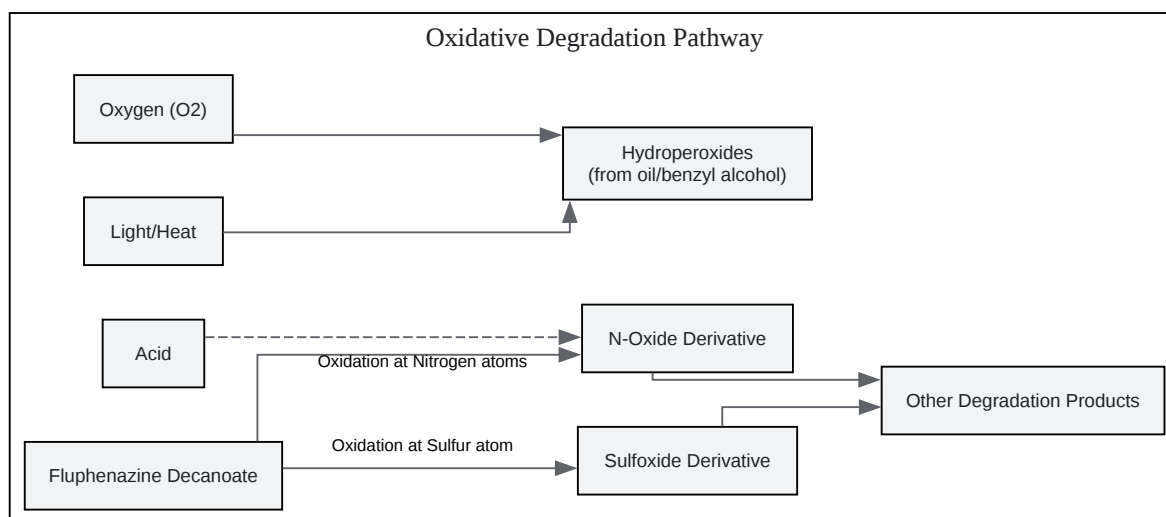 Oxidative Degradation Pathway
Oxygen (O2)
Hydroperoxides
(from oil/benzyl alcohol)
Light/Heat
Acid
N-Oxide Derivative
Oxidation at Nitrogen atoms
Other Degradation Products
Oxidation at Sulfur atom
Fluphenazine Decanoate
Sulfoxide Derivative